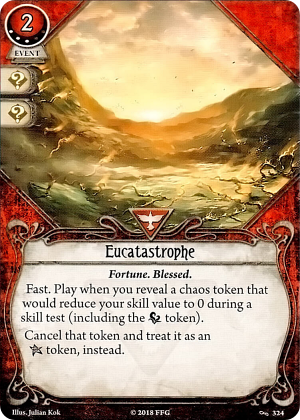 2
EVENT
?
?
Eucatastrophe
Fortune. Blessed.
Fast. Play when you reveal a chaos token that
would reduce your skill value to 0 during a
skill test (including the token).
Cancel that token and treat it as an
token, instead.
Illus. Julian Kok
© 2018 FFG
324